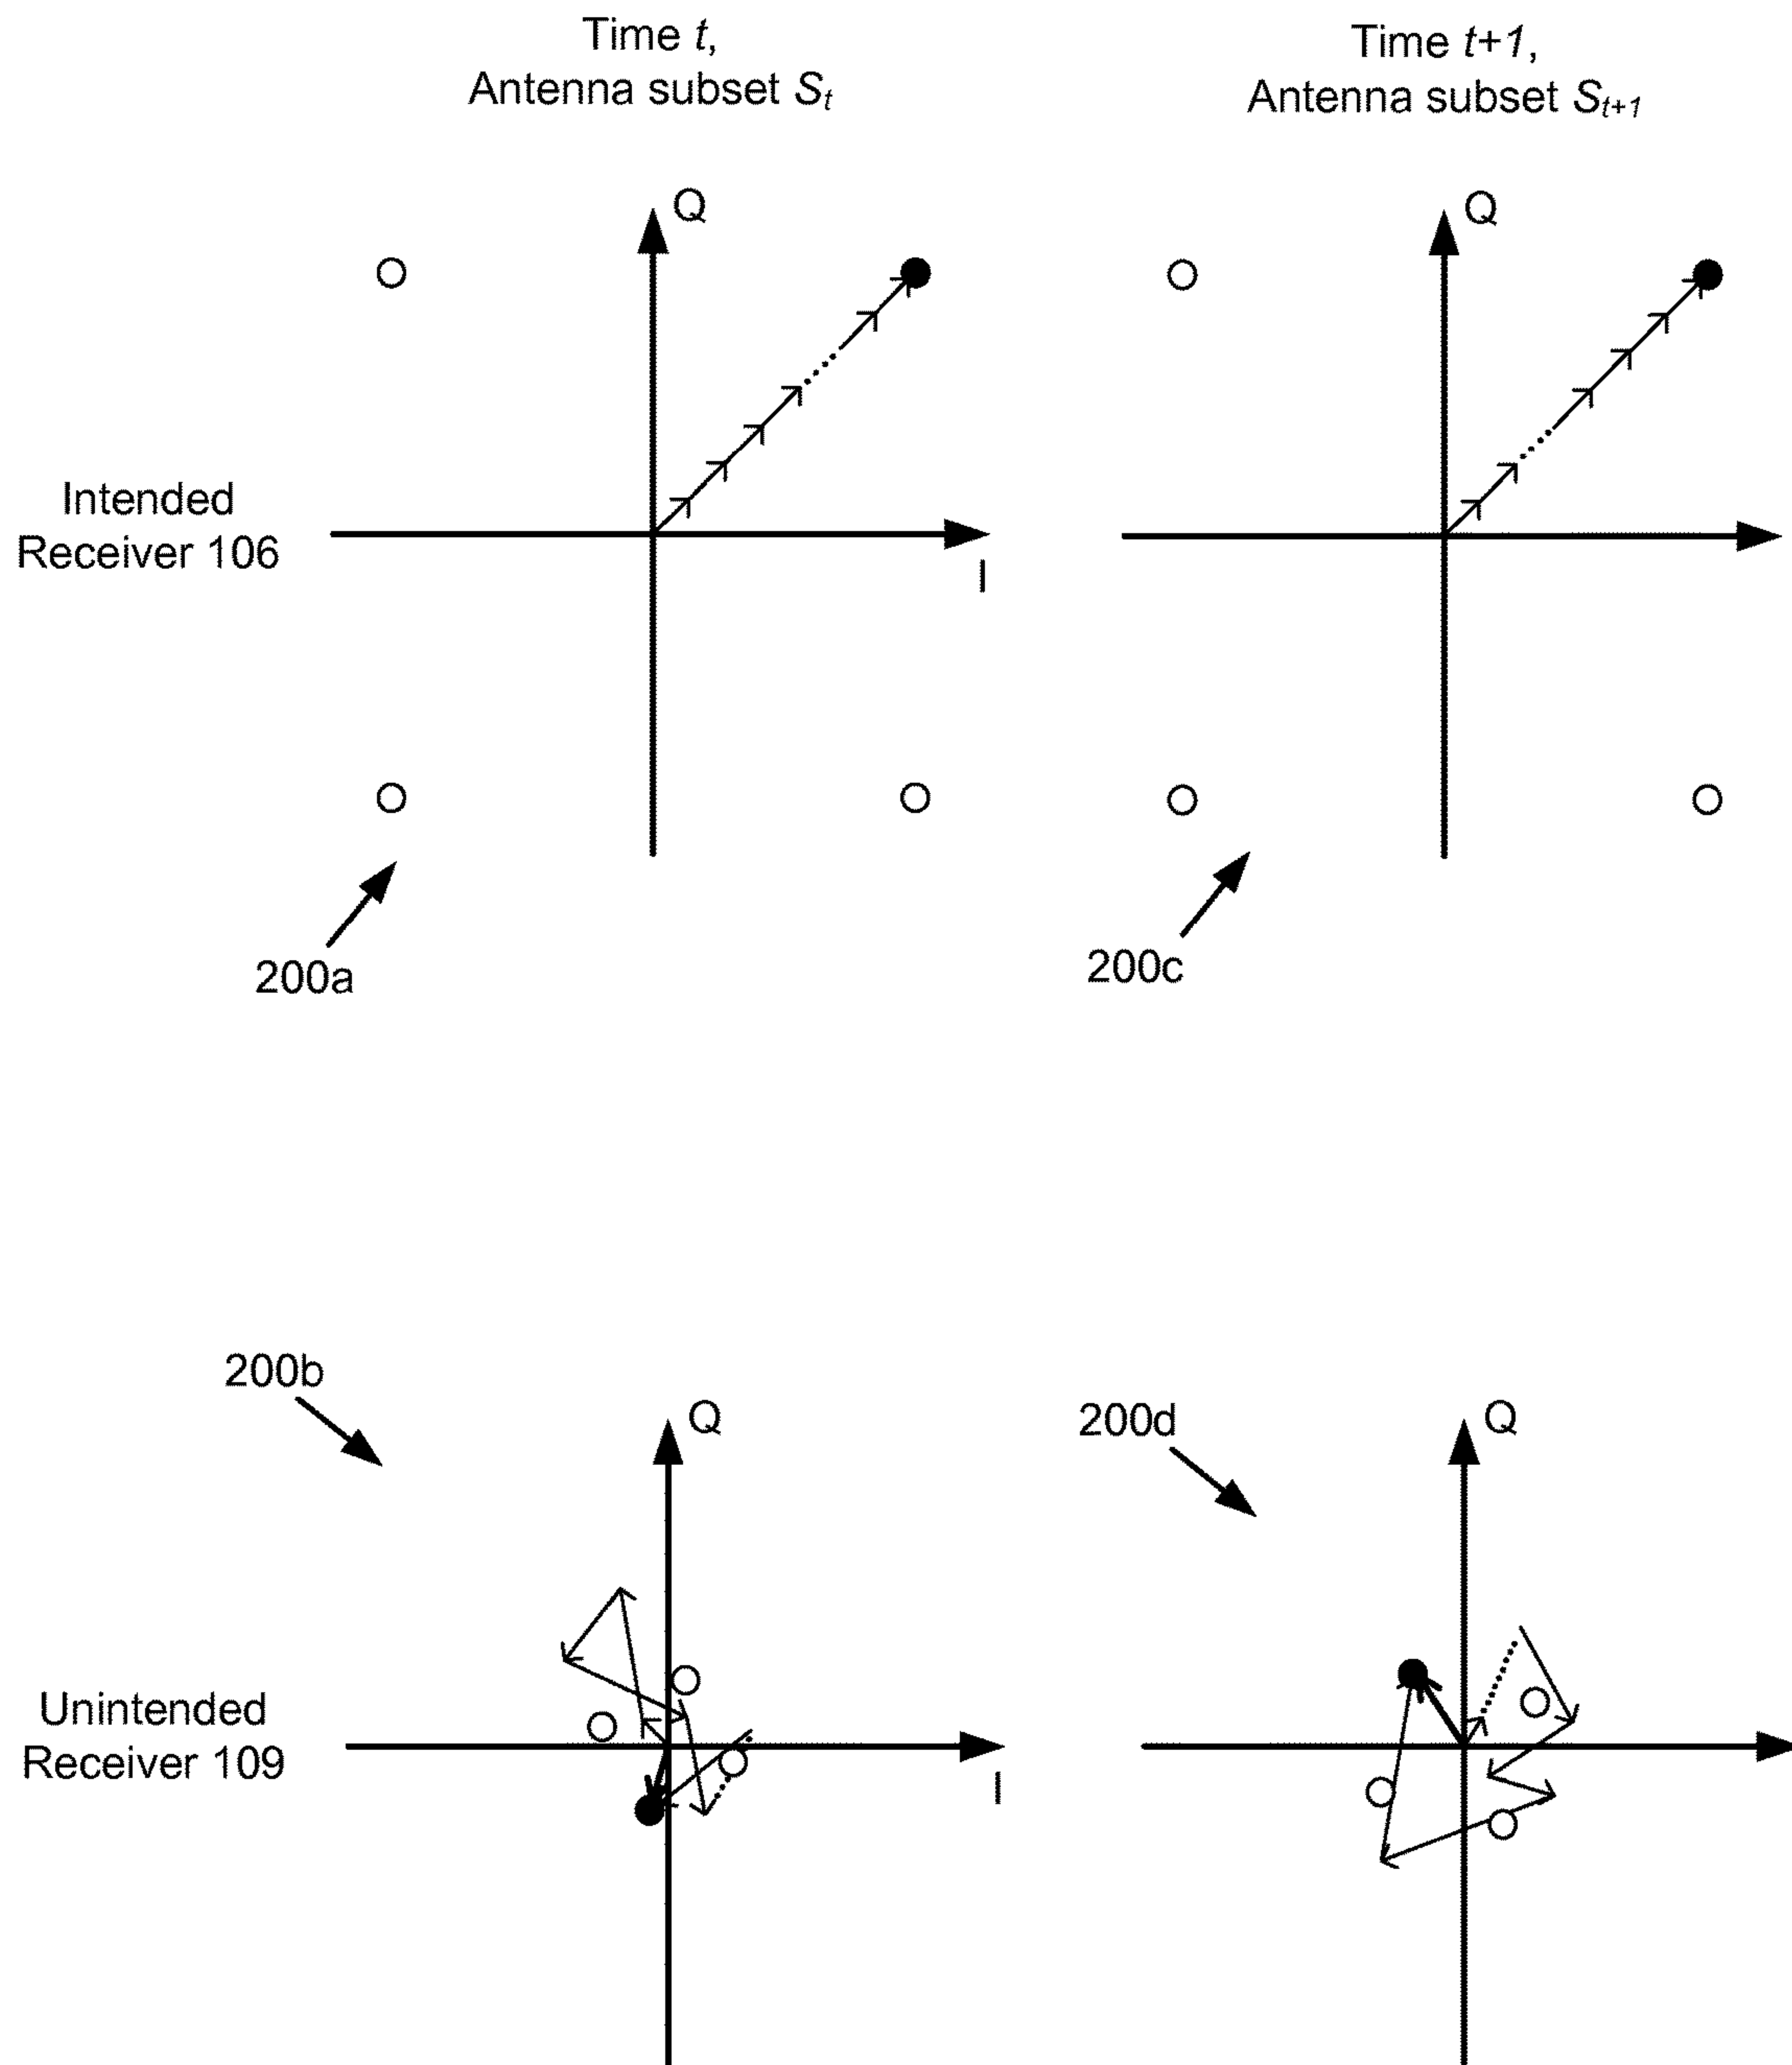 Time t,
Antenna subset St
Time t+1,
Antenna subset St+1
Q
Q
Intended
Receiver 106
I
200a
200c
200b
Q
200d
Q
Unintended
Receiver 109
I